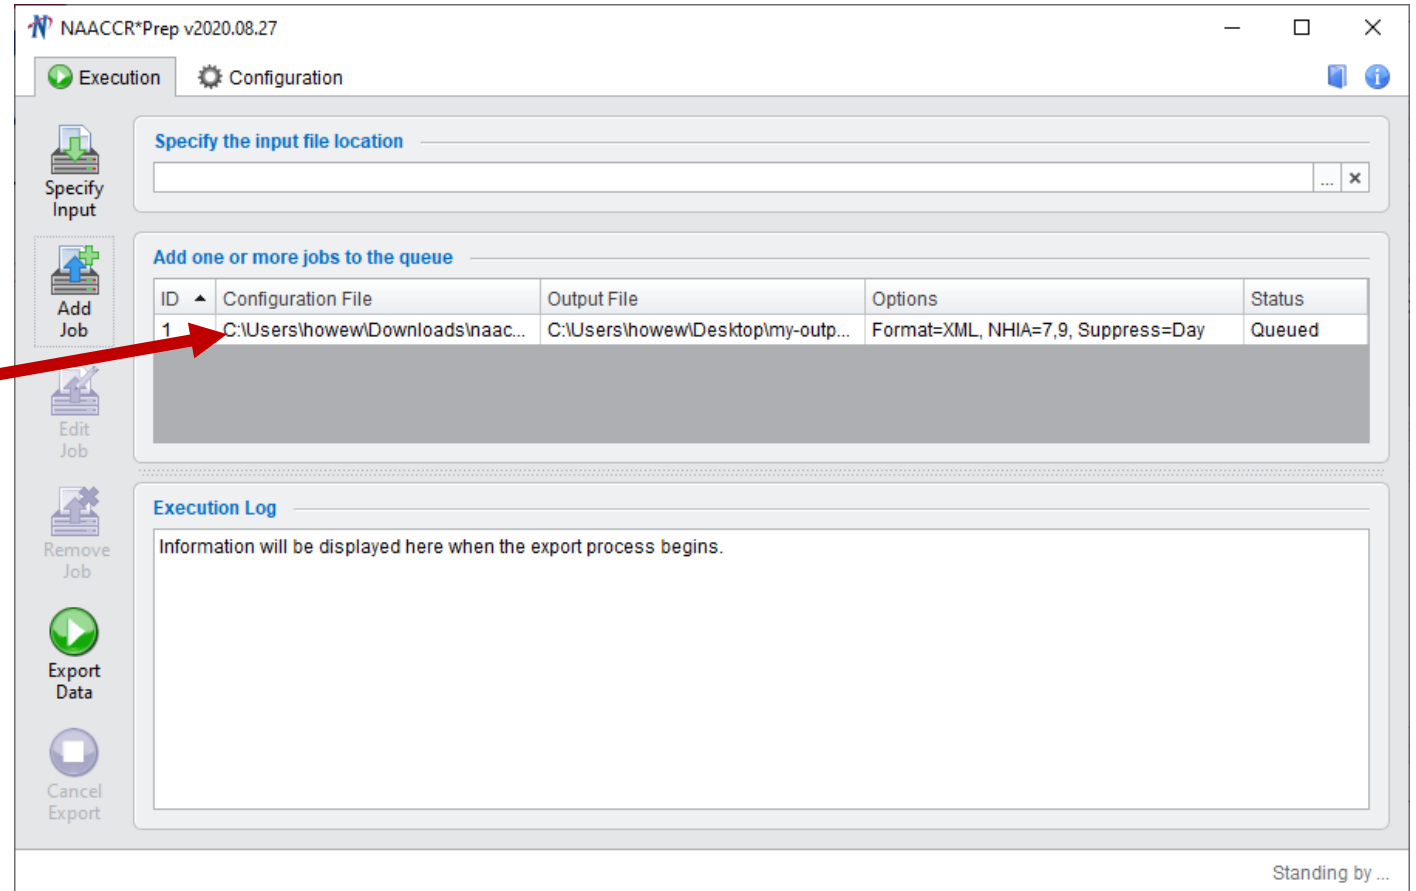 NAACCR*Prep v2020.08.27
Execution
Configuration
Specify
Input
Add
Job
Edit
Job
Remove
Job
Export
Data
Cancel
Export
Specify the input file location
...
Add one or more jobs to the queue
ID Configuration File Output File Options Status
1 C:\Users\howew\Downloads\naac... C:\Users\howew\Desktop\my-outp... Format=XML, NHIA=7,9, Suppress=Day Queued
Execution Log
Information will be displayed here when the export process begins.
Standing by ...